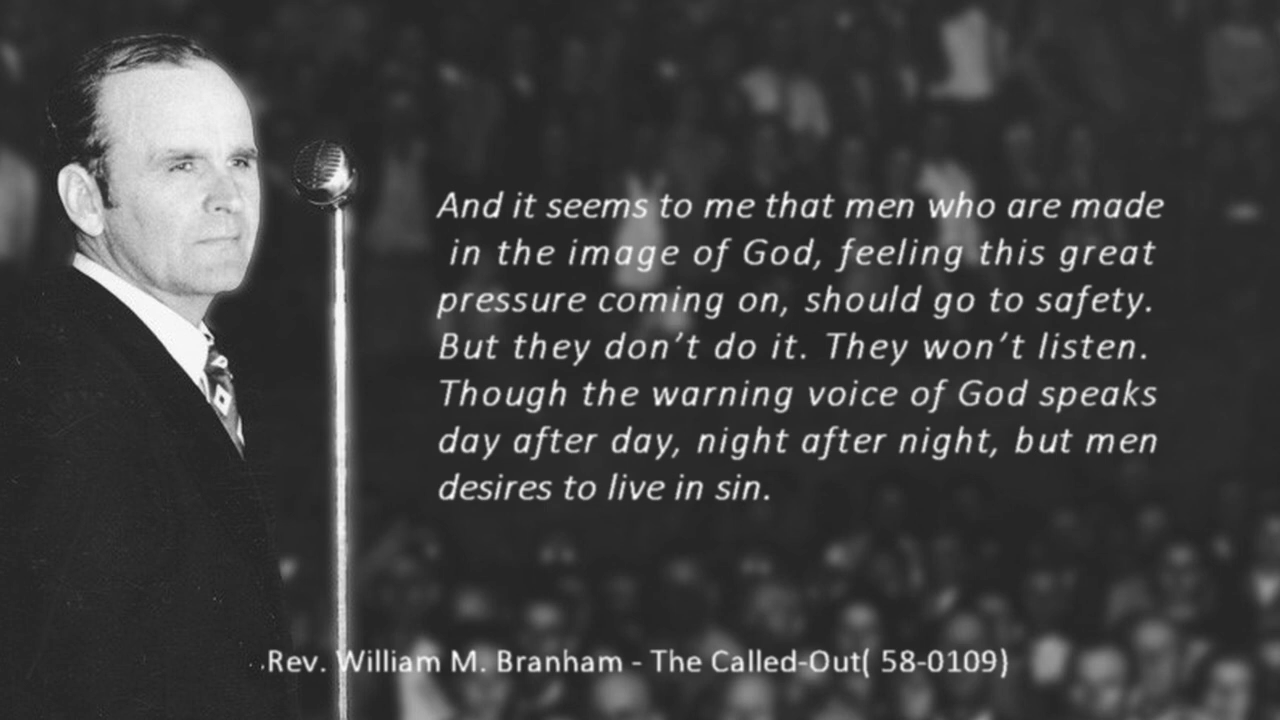 And it seems to me that men who are made
in the image of God, feeling this great
pressure coming on, should go to safety.
But they don’t do it. They won’t listen.
Though the warning voice of God speaks
day after day, night after night, but men
desires to live in sin.
.Rev. William M. Branham - The Called-Out( 58-0109)